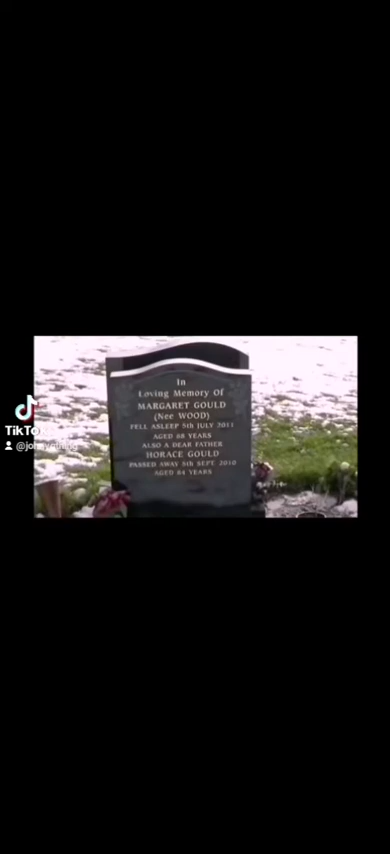 In
Loving Memory Of
MARGARET GOULD
(Nee WOOD)
FELL ASLEEP 5th JULY 2011
AGED 88 YEARS
ALSO A DEAR FATHER
HORACE GOULD
PASSED AWAY 5th SEPT 2010
AGED 84 YEARS
TikTok